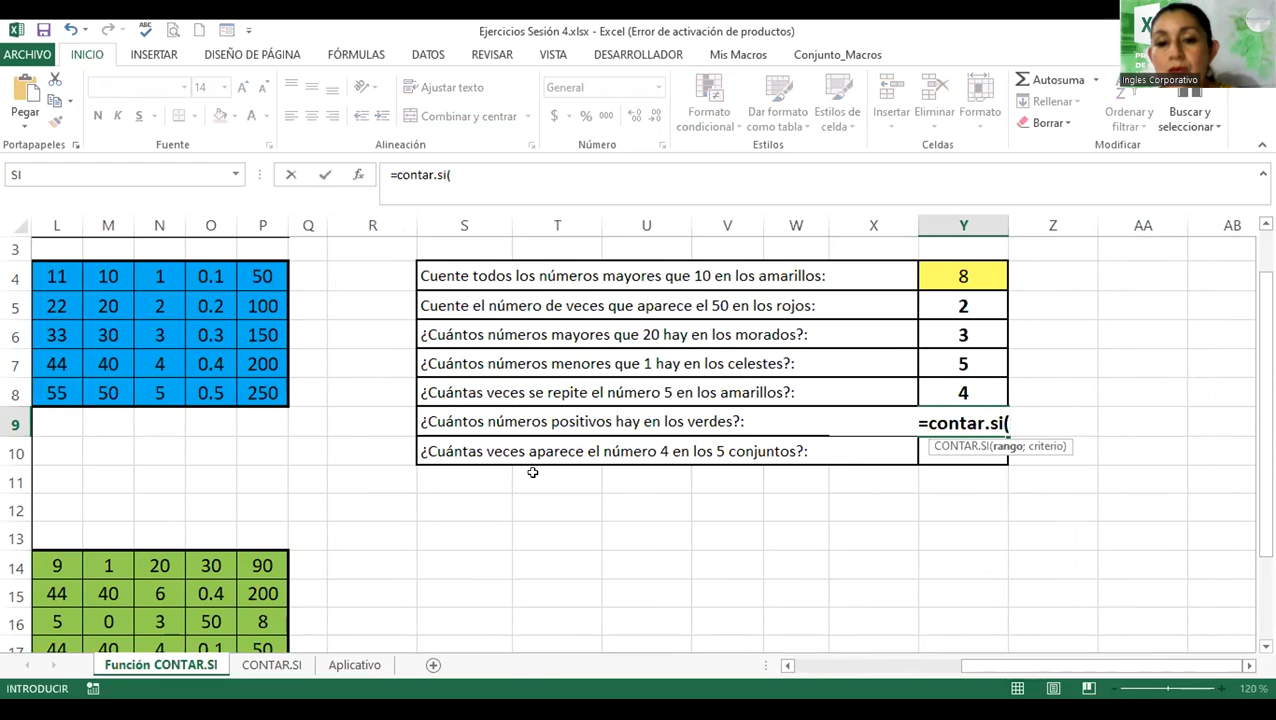 Ejercicios Sesión 4.xlsx - Excel (Error de activación de productos)
ARCHIVO INICIO INSERTAR DISEÑO DE PÁGINA FÓRMULAS DATOS REVISAR VISTA DESARROLLADOR Mis Macros Conjunto_Macros
Ingles Corporativo
Pegar
Portapapeles
14
N K S
Fuente
Ajustar texto
Combinar y centrar
Alineación
General
$ % 000
Número
Formato condicional
Dar formato como tabla
Estilos de celda
Estilos
Insertar
Eliminar
Formato
Celdas
Autosuma
Rellenar
Borrar
Ordenar y filtrar
Buscar y seleccionar
Modificar
SI
=contar.si(
L M N O P Q R S T U V W X Y Z AA AB
3
4 11 10 1 0.1 50 Cuente todos los números mayores que 10 en los amarillos: 8
5 22 20 2 0.2 100 Cuente el número de veces que aparece el 50 en los rojos: 2
6 33 30 3 0.3 150 ¿Cuántos números mayores que 20 hay en los morados?: 3
7 44 40 4 0.4 200 ¿Cuántos números menores que 1 hay en los celestes?: 5
8 55 50 5 0.5 250 ¿Cuántas veces se repite el número 5 en los amarillos?: 4
9 ¿Cuántos números positivos hay en los verdes?: =contar.si(
CONTAR.SI(rango; criterio)
10 ¿Cuántas veces aparece el número 4 en los 5 conjuntos?:
11
12
13
14 9 1 20 30 90
15 44 40 6 0.4 200
16 5 0 3 50 8
17 44 40 4 0.1 50
Función CONTAR.SI CONTAR.SI Aplicativo
INTRODUCIR
120 %